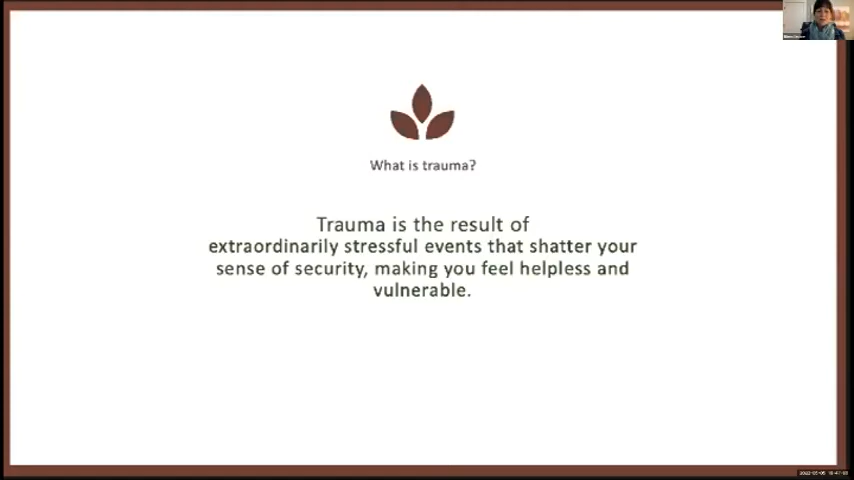 What is trauma?
Trauma is the result of
extraordinarily stressful events that shatter your
sense of security, making you feel helpless and
vulnerable.